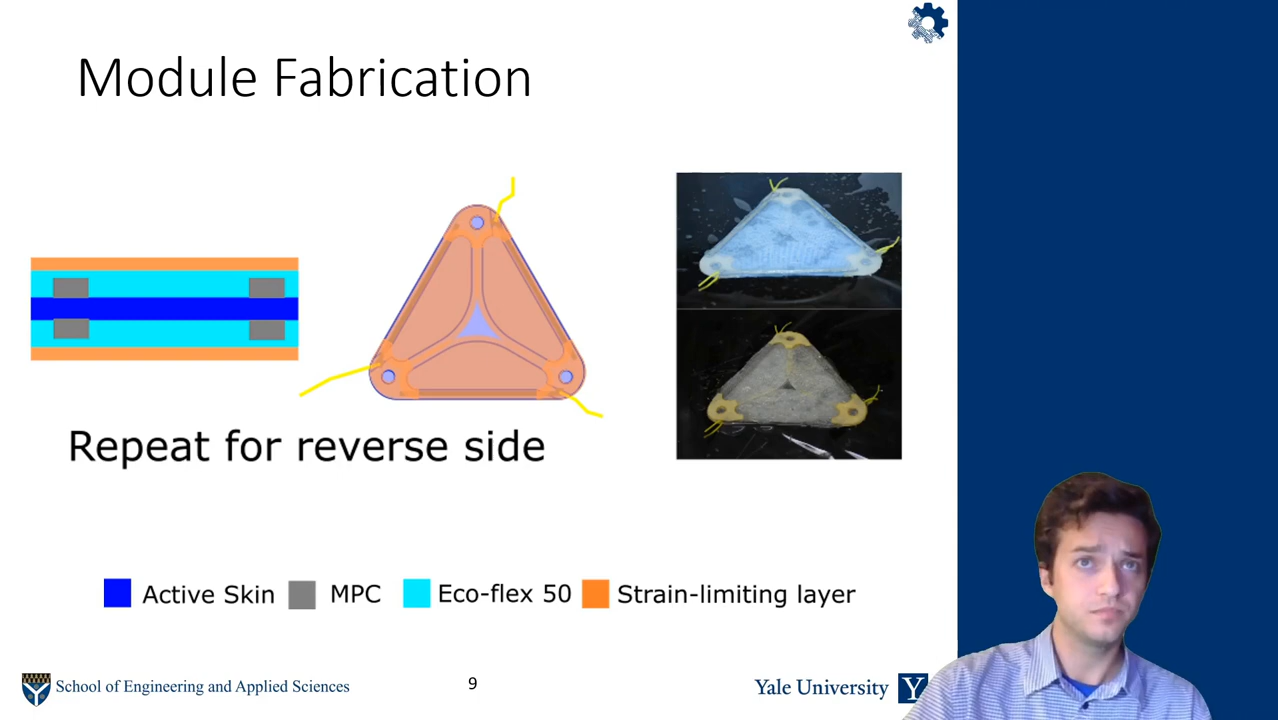 Module Fabrication
Repeat for reverse side
Active Skin MPC Eco-flex 50 Strain-limiting layer
School of Engineering and Applied Sciences 9 Yale University Y